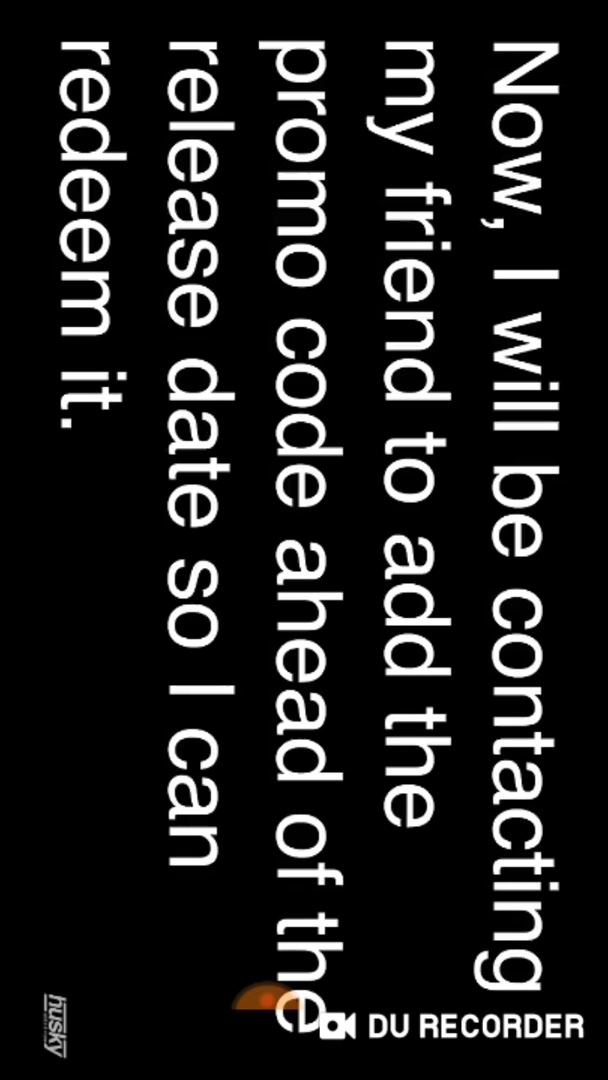 Now, I will be contacting
my friend to add the
promo code ahead of the
release date so I can
redeem it.
DU RECORDER
husky